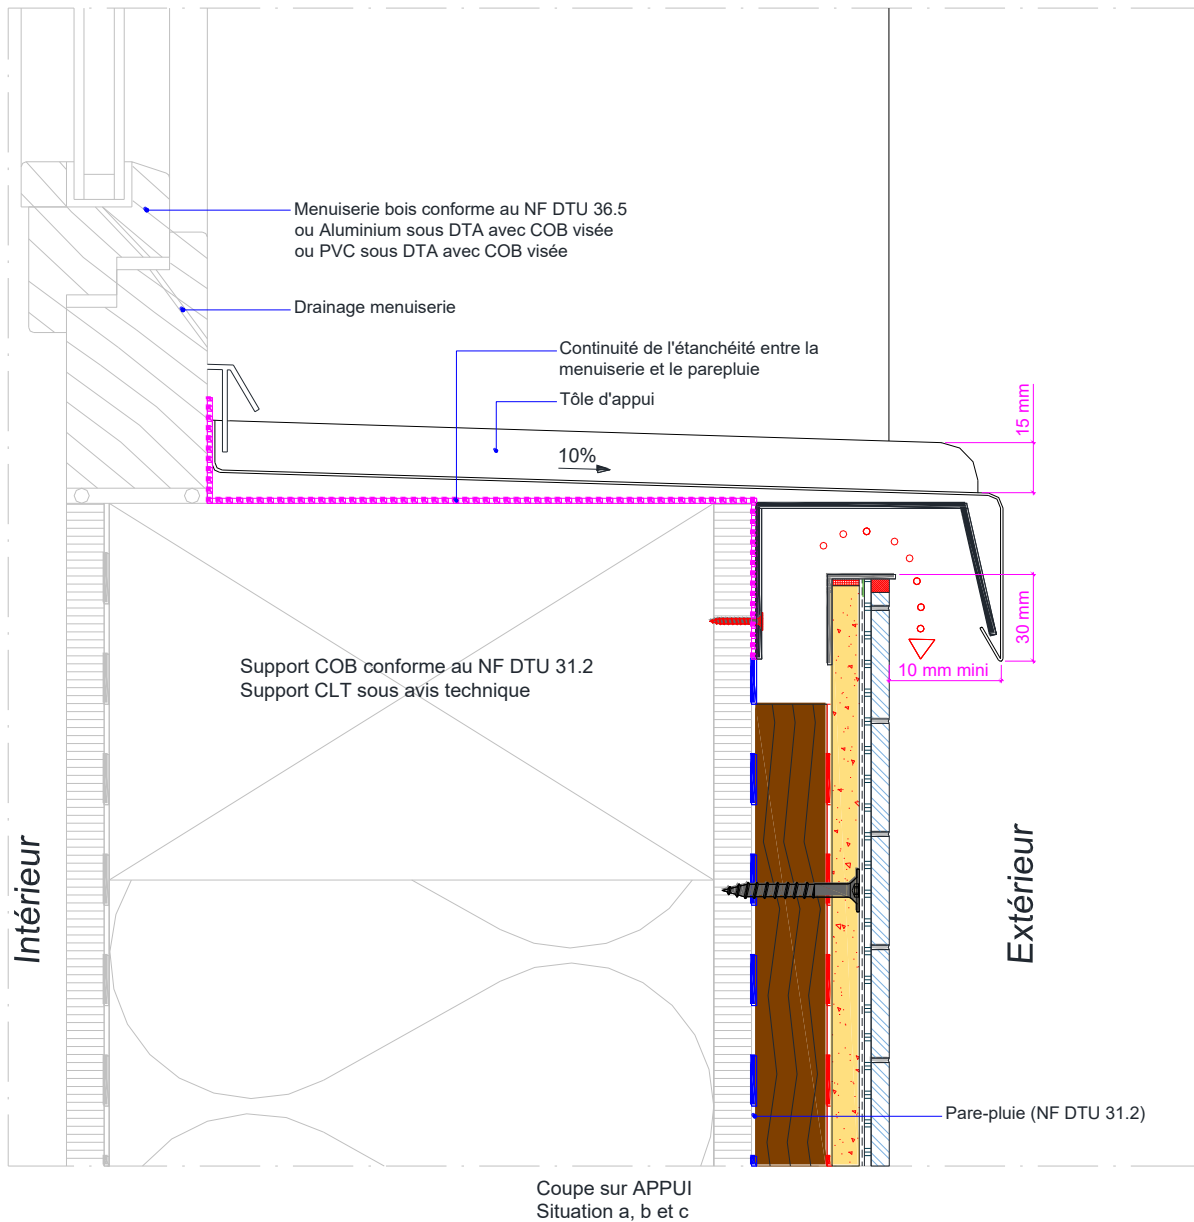 Menuiserie bois conforme au NF DTU 36.5
ou Aluminium sous DTA avec COB visée
ou PVC sous DTA avec COB visée
Drainage menuiserie
Continuité de l'étanchéité entre la
menuiserie et le parepluie
Tôle d'appui
10%
15 mm
30 mm
10 mm mini
Support COB conforme au NF DTU 31.2
Support CLT sous avis technique
Intérieur
Extérieur
Pare-pluie (NF DTU 31.2)
Coupe sur APPUI
Situation a, b et c